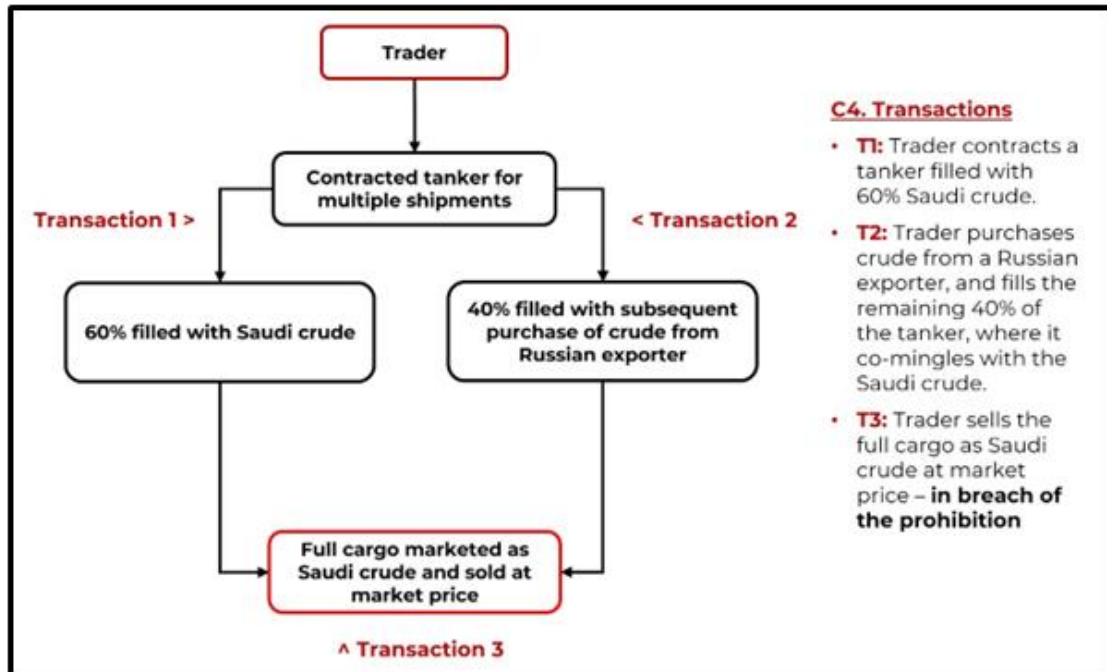 Trader
Contracted tanker for
multiple shipments
Transaction 1 >
< Transaction 2
60% filled with Saudi crude
40% filled with subsequent
purchase of crude from
Russian exporter
Full cargo marketed as
Saudi crude and sold at
market price
^ Transaction 3
C4. Transactions
• T1: Trader contracts a
tanker filled with
60% Saudi crude.
• T2: Trader purchases
crude from a Russian
exporter, and fills the
remaining 40% of
the tanker, where it
co-mingles with the
Saudi crude.
• T3: Trader sells the
full cargo as Saudi
crude at market
price – in breach of
the prohibition